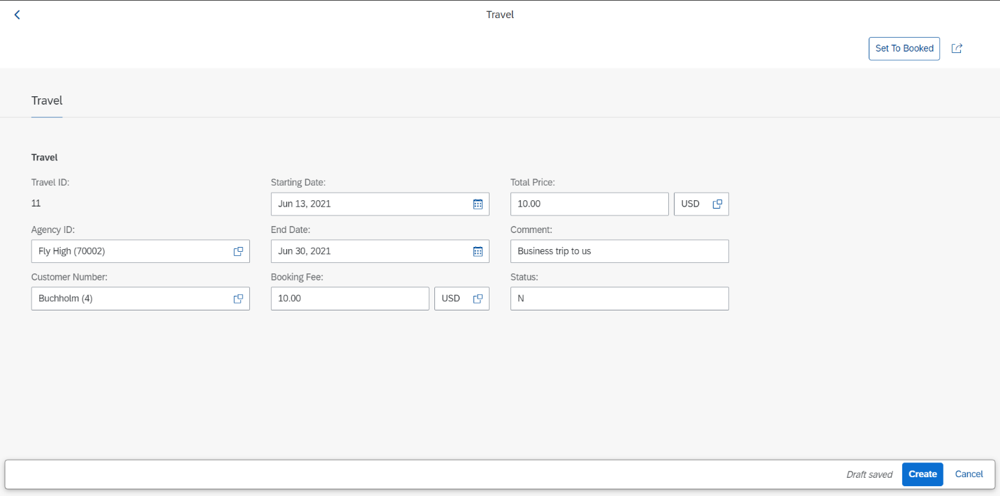 Travel
Set To Booked
Travel
Travel
Travel ID:
11
Starting Date:
Jun 13, 2021
Total Price:
10.00 USD
Agency ID:
Fly High (70002)
End Date:
Jun 30, 2021
Comment:
Business trip to us
Customer Number:
Buchholm (4)
Booking Fee:
10.00 USD
Status:
N
Draft saved Create Cancel